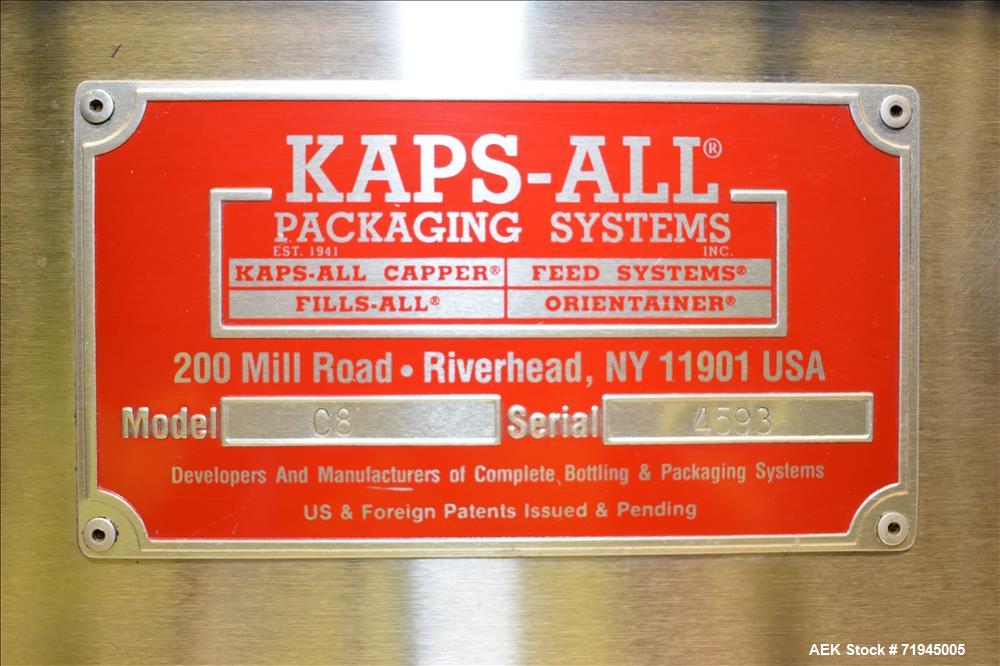 KAPS-ALL®
PACKAGING SYSTEMS
EST. 1941 INC.
KAPS-ALL CAPPER® FEED SYSTEMS®
FILLS-ALL® ORIENTAINER®
200 Mill Road • Riverhead, NY 11901 USA
Model C8 Serial 4593
Developers And Manufacturers of Complete Bottling & Packaging Systems
US & Foreign Patents Issued & Pending
AEK Stock # 71945005